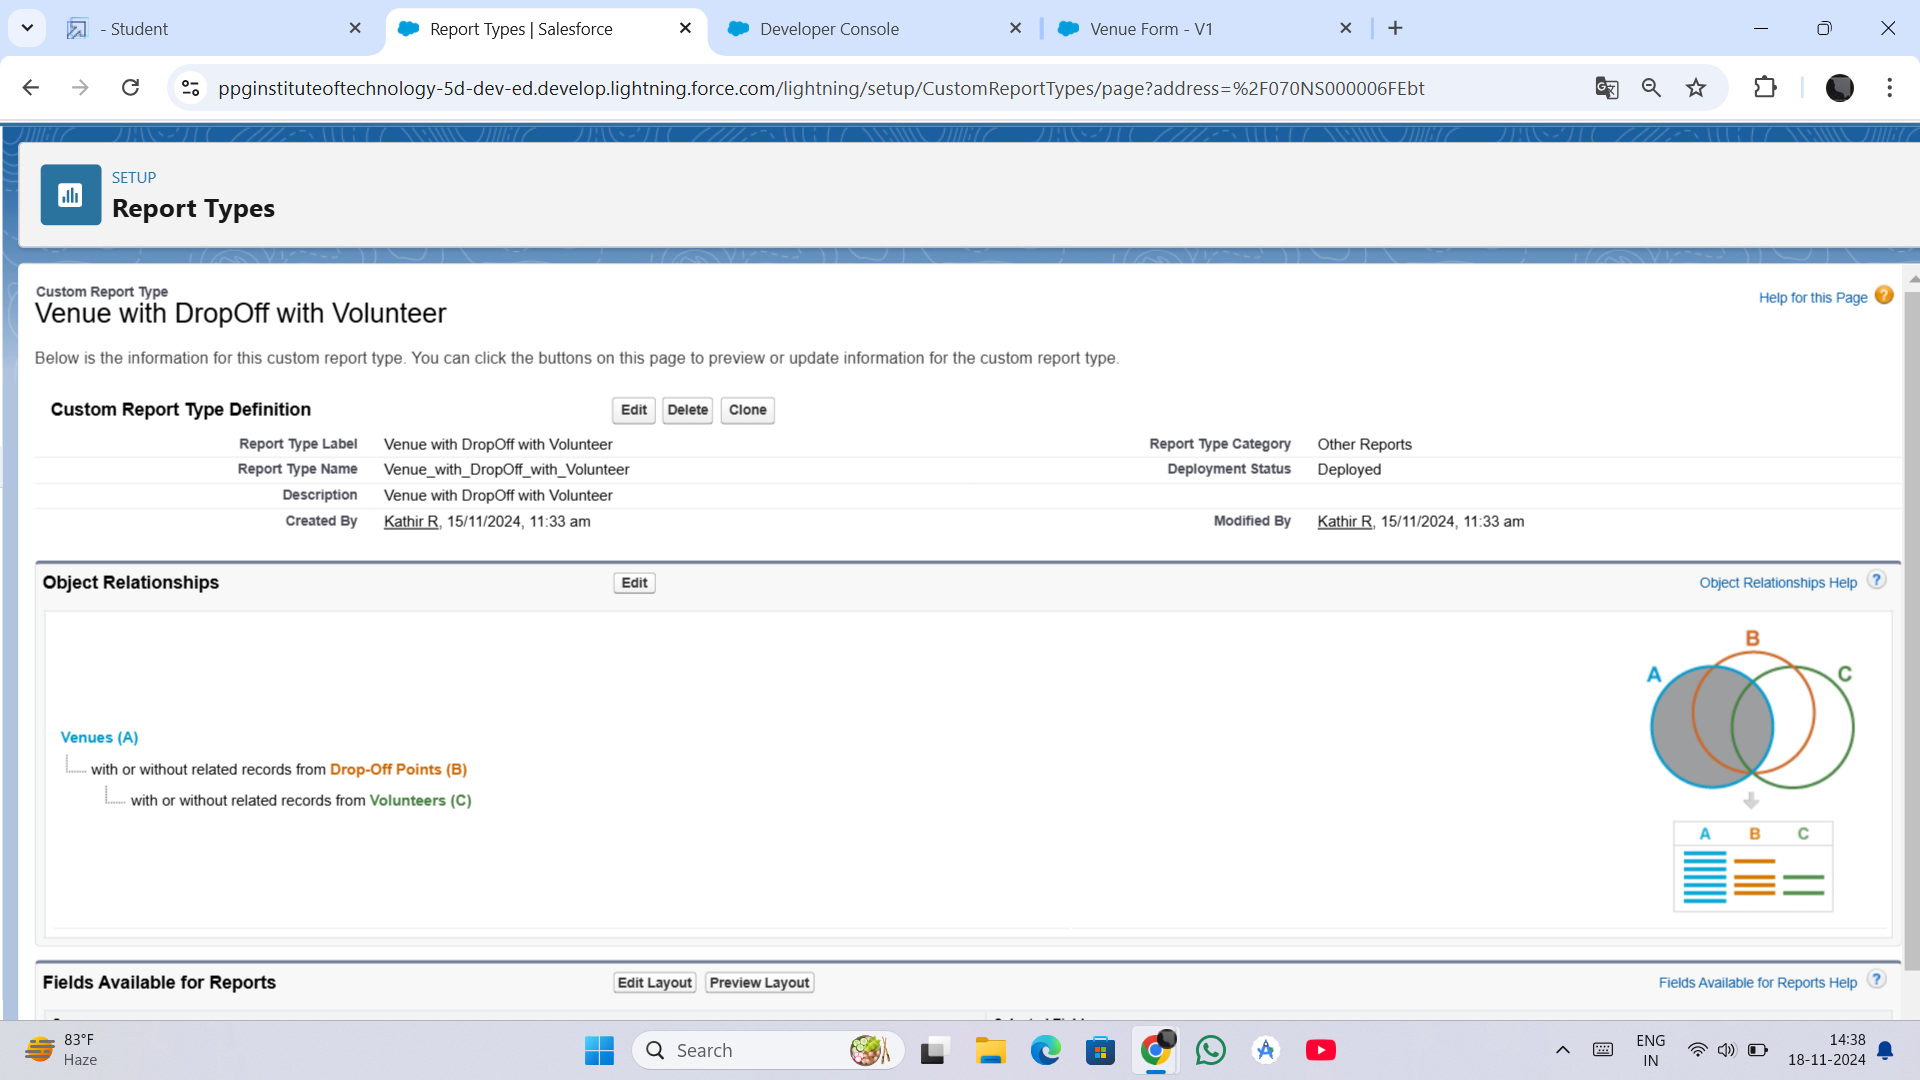 - Student
Report Types | Salesforce
Developer Console
Venue Form - V1
ppginstituteoftechnology-5d-dev-ed.develop.lightning.force.com/lightning/setup/CustomReportTypes/page?address=%2F070NS000006FEbt
SETUP
Report Types
Custom Report Type
Venue with DropOff with Volunteer
Help for this Page ?
Below is the information for this custom report type. You can click the buttons on this page to preview or update information for the custom report type.
Custom Report Type Definition
Edit Delete Clone
Report Type Label Venue with DropOff with Volunteer Report Type Category Other Reports
Report Type Name Venue_with_DropOff_with_Volunteer Deployment Status Deployed
Description Venue with DropOff with Volunteer
Created By Kathir R, 15/11/2024, 11:33 am Modified By Kathir R, 15/11/2024, 11:33 am
Object Relationships Edit Object Relationships Help ?
B
A C
Venues (A)
with or without related records from Drop-Off Points (B)
with or without related records from Volunteers (C)
A B C
Fields Available for Reports Edit Layout Preview Layout Fields Available for Reports Help ?
83°F
Haze
Search
ENG
IN
14:38
18-11-2024